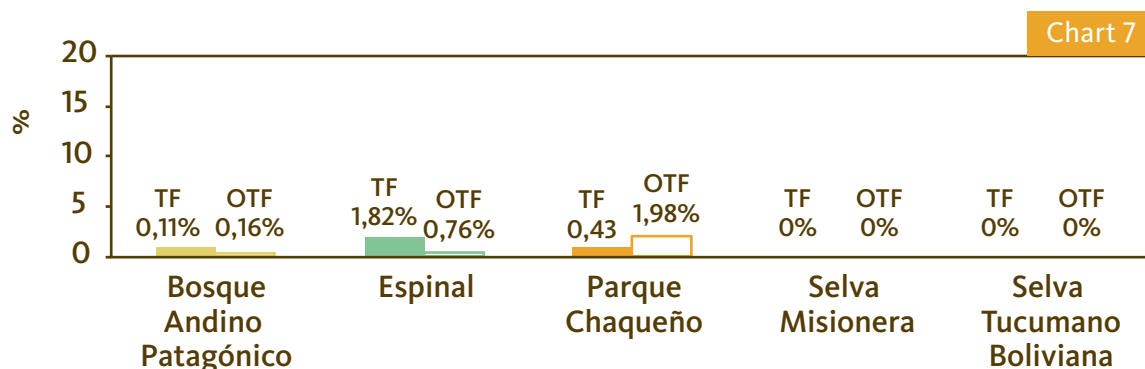 Chart 7
20
15
%
10
5
0
TF OTF
0,11% 0,16%
TF OTF
1,82% 0,76%
TF OTF
0,43 1,98%
TF OTF
0% 0%
TF OTF
0% 0%
Bosque
Andino
Patagónico
Espinal
Parque
Chaqueño
Selva
Misionera
Selva
Tucumano
Boliviana